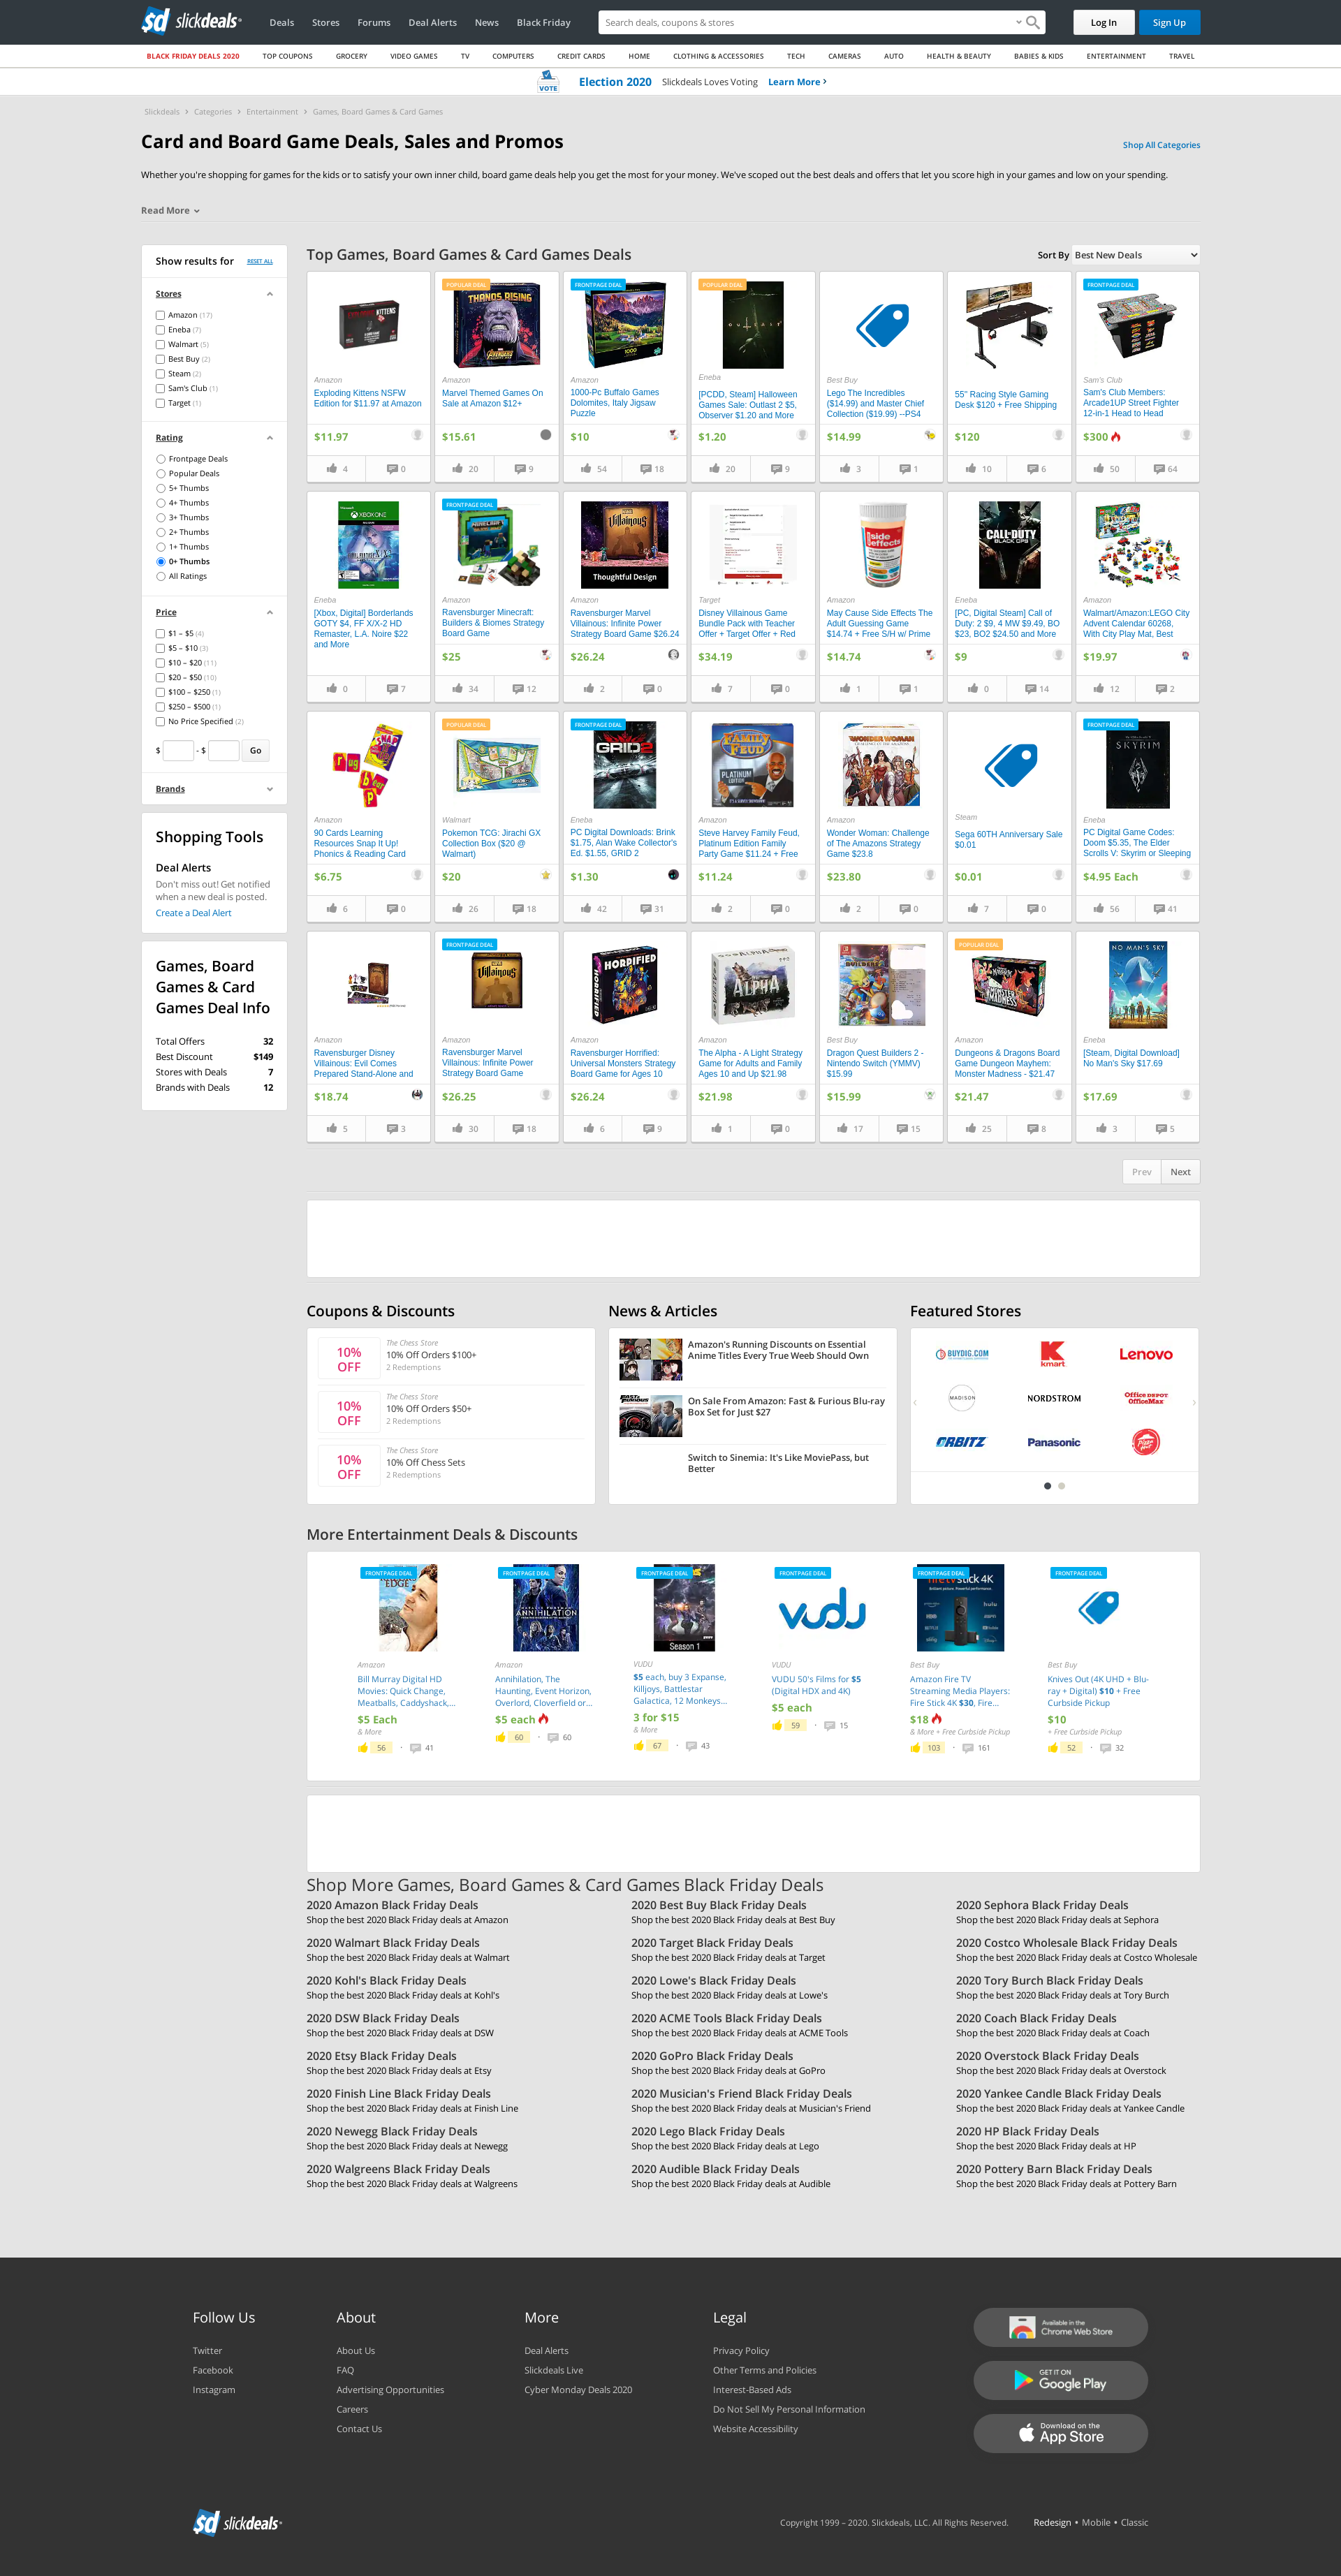 slickdeals
Deals Stores Forums Deal Alerts News Black Friday
Search deals, coupons & stores
Log In Sign Up
BLACK FRIDAY DEALS 2020 TOP COUPONS GROCERY VIDEO GAMES TV COMPUTERS CREDIT CARDS HOME CLOTHING & ACCESSORIES TECH CAMERAS AUTO HEALTH & BEAUTY BABIES & KIDS ENTERTAINMENT TRAVEL
VOTE Election 2020 Slickdeals Loves Voting Learn More ›
Slickdeals › Categories › Entertainment › Games, Board Games & Card Games
Card and Board Game Deals, Sales and Promos
Shop All Categories
Whether you're shopping for games for the kids or to satisfy your own inner child, board game deals help you get the most for your money. We've scoped out the best deals and offers that let you score high in your games and low on your spending.
Read More
Show results for RESET ALL
Stores
Amazon (17)
Eneba (7)
Walmart (5)
Best Buy (2)
Steam (2)
Sam's Club (1)
Target (1)
Rating
Frontpage Deals
Popular Deals
5+ Thumbs
4+ Thumbs
3+ Thumbs
2+ Thumbs
1+ Thumbs
0+ Thumbs
All Ratings
Price
$1 – $5 (4)
$5 – $10 (3)
$10 – $20 (11)
$20 – $50 (10)
$100 – $250 (1)
$250 – $500 (1)
No Price Specified (2)
$ - $ Go
Brands
Shopping Tools
Deal Alerts
Don't miss out! Get notified
when a new deal is posted.
Create a Deal Alert
Games, Board
Games & Card
Games Deal Info
Total Offers 32
Best Discount $149
Stores with Deals 7
Brands with Deals 12
Top Games, Board Games & Card Games Deals
Sort By Best New Deals
Amazon
Exploding Kittens NSFW
Edition for $11.97 at Amazon
$11.97
4 0
POPULAR DEAL
THANOS RISING
Amazon
Marvel Themed Games On
Sale at Amazon $12+
$15.61
20 9
FRONTPAGE DEAL
Amazon
1000-Pc Buffalo Games
Dolomites, Italy Jigsaw
Puzzle
$10
54 18
POPULAR DEAL
OUTLAST
Eneba
[PCDD, Steam] Halloween
Games Sale: Outlast 2 $5,
Observer $1.20 and More
$1.20
20 9
Best Buy
Lego The Incredibles
($14.99) and Master Chief
Collection ($19.99) --PS4
$14.99
3 1
55" Racing Style Gaming
Desk $120 + Free Shipping
$120
10 6
FRONTPAGE DEAL
Sam's Club
Sam's Club Members:
Arcade1UP Street Fighter
12-in-1 Head to Head
$300
50 64
XBOX ONE
Eneba
[Xbox, Digital] Borderlands
GOTY $4, FF X/X-2 HD
Remaster, L.A. Noire $22
and More
0 7
FRONTPAGE DEAL
MINECRAFT
Amazon
Ravensburger Minecraft:
Builders & Biomes Strategy
Board Game
$25
34 12
Villainous
Thoughtful Design
Amazon
Ravensburger Marvel
Villainous: Infinite Power
Strategy Board Game $26.24
$26.24
2 0
Target
Disney Villainous Game
Bundle Pack with Teacher
Offer + Target Offer + Red
$34.19
7 0
side effects
Amazon
May Cause Side Effects The
Adult Guessing Game
$14.74 + Free S/H w/ Prime
$14.74
1 1
CALL OF DUTY
BLACK OPS
Eneba
[PC, Digital Steam] Call of
Duty: 2 $9, 4 MW $9.49, BO
$23, BO2 $24.50 and More
$9
0 14
Amazon
Walmart/Amazon:LEGO City
Advent Calendar 60268,
With City Play Mat, Best
$19.97
12 2
Amazon
90 Cards Learning
Resources Snap It Up!
Phonics & Reading Card
$6.75
6 0
POPULAR DEAL
Walmart
Pokemon TCG: Jirachi GX
Collection Box ($20 @
Walmart)
$20
26 18
FRONTPAGE DEAL
GRID 2
Eneba
PC Digital Downloads: Brink
$1.75, Alan Wake Collector's
Ed. $1.55, GRID 2
$1.30
42 31
FAMILY FEUD
PLATINUM EDITION
Amazon
Steve Harvey Family Feud,
Platinum Edition Family
Party Game $11.24 + Free
$11.24
2 0
WONDER WOMAN
Amazon
Wonder Woman: Challenge
of The Amazons Strategy
Game $23.8
$23.80
2 0
Steam
Sega 60TH Anniversary Sale
$0.01
$0.01
7 0
FRONTPAGE DEAL
SKYRIM
Eneba
PC Digital Game Codes:
Doom $5.35, The Elder
Scrolls V: Skyrim or Sleeping
$4.95 Each
56 41
Amazon
Ravensburger Disney
Villainous: Evil Comes
Prepared Stand-Alone and
$18.74
5 3
FRONTPAGE DEAL
Villainous
Amazon
Ravensburger Marvel
Villainous: Infinite Power
Strategy Board Game
$26.25
30 18
HORRIFIED
Amazon
Ravensburger Horrified:
Universal Monsters Strategy
Board Game for Ages 10
$26.24
6 9
ALPHA
Amazon
The Alpha - A Light Strategy
Game for Adults and Family
Ages 10 and Up $21.98
$21.98
1 0
BUILDERS
Best Buy
Dragon Quest Builders 2 -
Nintendo Switch (YMMV)
$15.99
$15.99
17 15
POPULAR DEAL
MONSTER MADNESS
Amazon
Dungeons & Dragons Board
Game Dungeon Mayhem:
Monster Madness - $21.47
$21.47
25 8
NO MAN'S SKY
Eneba
[Steam, Digital Download]
No Man's Sky $17.69
$17.69
3 5
Prev Next
Coupons & Discounts
10% OFF
The Chess Store
10% Off Orders $100+
2 Redemptions
10% OFF
The Chess Store
10% Off Orders $50+
2 Redemptions
10% OFF
The Chess Store
10% Off Chess Sets
2 Redemptions
News & Articles
Amazon's Running Discounts on Essential
Anime Titles Every True Weeb Should Own
On Sale From Amazon: Fast & Furious Blu-ray
Box Set for Just $27
Switch to Sinemia: It's Like MoviePass, but
Better
Featured Stores
BUYDIG.COM kmart Lenovo
MADISON NORDSTROM Office DEPOT OfficeMax
ORBITZ Panasonic Pizza Hut
More Entertainment Deals & Discounts
FRONTPAGE DEAL
EDGE
Amazon
Bill Murray Digital HD
Movies: Quick Change,
Meatballs, Caddyshack,...
$5 Each
& More
56 · 41
FRONTPAGE DEAL
ANNIHILATION
Amazon
Annihilation, The
Haunting, Event Horizon,
Overlord, Cloverfield or...
$5 each
60 · 60
FRONTPAGE DEAL
Season 1
VUDU
$5 each, buy 3 Expanse,
Killjoys, Battlestar
Galactica, 12 Monkeys...
3 for $15
& More
67 · 43
FRONTPAGE DEAL
vudu
VUDU
VUDU 50's Films for $5
(Digital HDX and 4K)
$5 each
59 · 15
FRONTPAGE DEAL
fire tv stick 4K
Best Buy
Amazon Fire TV
Streaming Media Players:
Fire Stick 4K $30, Fire...
$18
& More + Free Curbside Pickup
103 · 161
FRONTPAGE DEAL
Best Buy
Knives Out (4K UHD + Blu-
ray + Digital) $10 + Free
Curbside Pickup
$10
+ Free Curbside Pickup
52 · 32
Shop More Games, Board Games & Card Games Black Friday Deals
2020 Amazon Black Friday Deals
Shop the best 2020 Black Friday deals at Amazon
2020 Best Buy Black Friday Deals
Shop the best 2020 Black Friday deals at Best Buy
2020 Sephora Black Friday Deals
Shop the best 2020 Black Friday deals at Sephora
2020 Walmart Black Friday Deals
Shop the best 2020 Black Friday deals at Walmart
2020 Target Black Friday Deals
Shop the best 2020 Black Friday deals at Target
2020 Costco Wholesale Black Friday Deals
Shop the best 2020 Black Friday deals at Costco Wholesale
2020 Kohl's Black Friday Deals
Shop the best 2020 Black Friday deals at Kohl's
2020 Lowe's Black Friday Deals
Shop the best 2020 Black Friday deals at Lowe's
2020 Tory Burch Black Friday Deals
Shop the best 2020 Black Friday deals at Tory Burch
2020 DSW Black Friday Deals
Shop the best 2020 Black Friday deals at DSW
2020 ACME Tools Black Friday Deals
Shop the best 2020 Black Friday deals at ACME Tools
2020 Coach Black Friday Deals
Shop the best 2020 Black Friday deals at Coach
2020 Etsy Black Friday Deals
Shop the best 2020 Black Friday deals at Etsy
2020 GoPro Black Friday Deals
Shop the best 2020 Black Friday deals at GoPro
2020 Overstock Black Friday Deals
Shop the best 2020 Black Friday deals at Overstock
2020 Finish Line Black Friday Deals
Shop the best 2020 Black Friday deals at Finish Line
2020 Musician's Friend Black Friday Deals
Shop the best 2020 Black Friday deals at Musician's Friend
2020 Yankee Candle Black Friday Deals
Shop the best 2020 Black Friday deals at Yankee Candle
2020 Newegg Black Friday Deals
Shop the best 2020 Black Friday deals at Newegg
2020 Lego Black Friday Deals
Shop the best 2020 Black Friday deals at Lego
2020 HP Black Friday Deals
Shop the best 2020 Black Friday deals at HP
2020 Walgreens Black Friday Deals
Shop the best 2020 Black Friday deals at Walgreens
2020 Audible Black Friday Deals
Shop the best 2020 Black Friday deals at Audible
2020 Pottery Barn Black Friday Deals
Shop the best 2020 Black Friday deals at Pottery Barn
Follow Us
Twitter
Facebook
Instagram
About
About Us
FAQ
Advertising Opportunities
Careers
Contact Us
More
Deal Alerts
Slickdeals Live
Cyber Monday Deals 2020
Legal
Privacy Policy
Other Terms and Policies
Interest-Based Ads
Do Not Sell My Personal Information
Website Accessibility
Available in the
Chrome Web Store
GET IT ON
Google Play
Download on the
App Store
slickdeals
Copyright 1999 – 2020. Slickdeals, LLC. All Rights Reserved. Redesign • Mobile • Classic